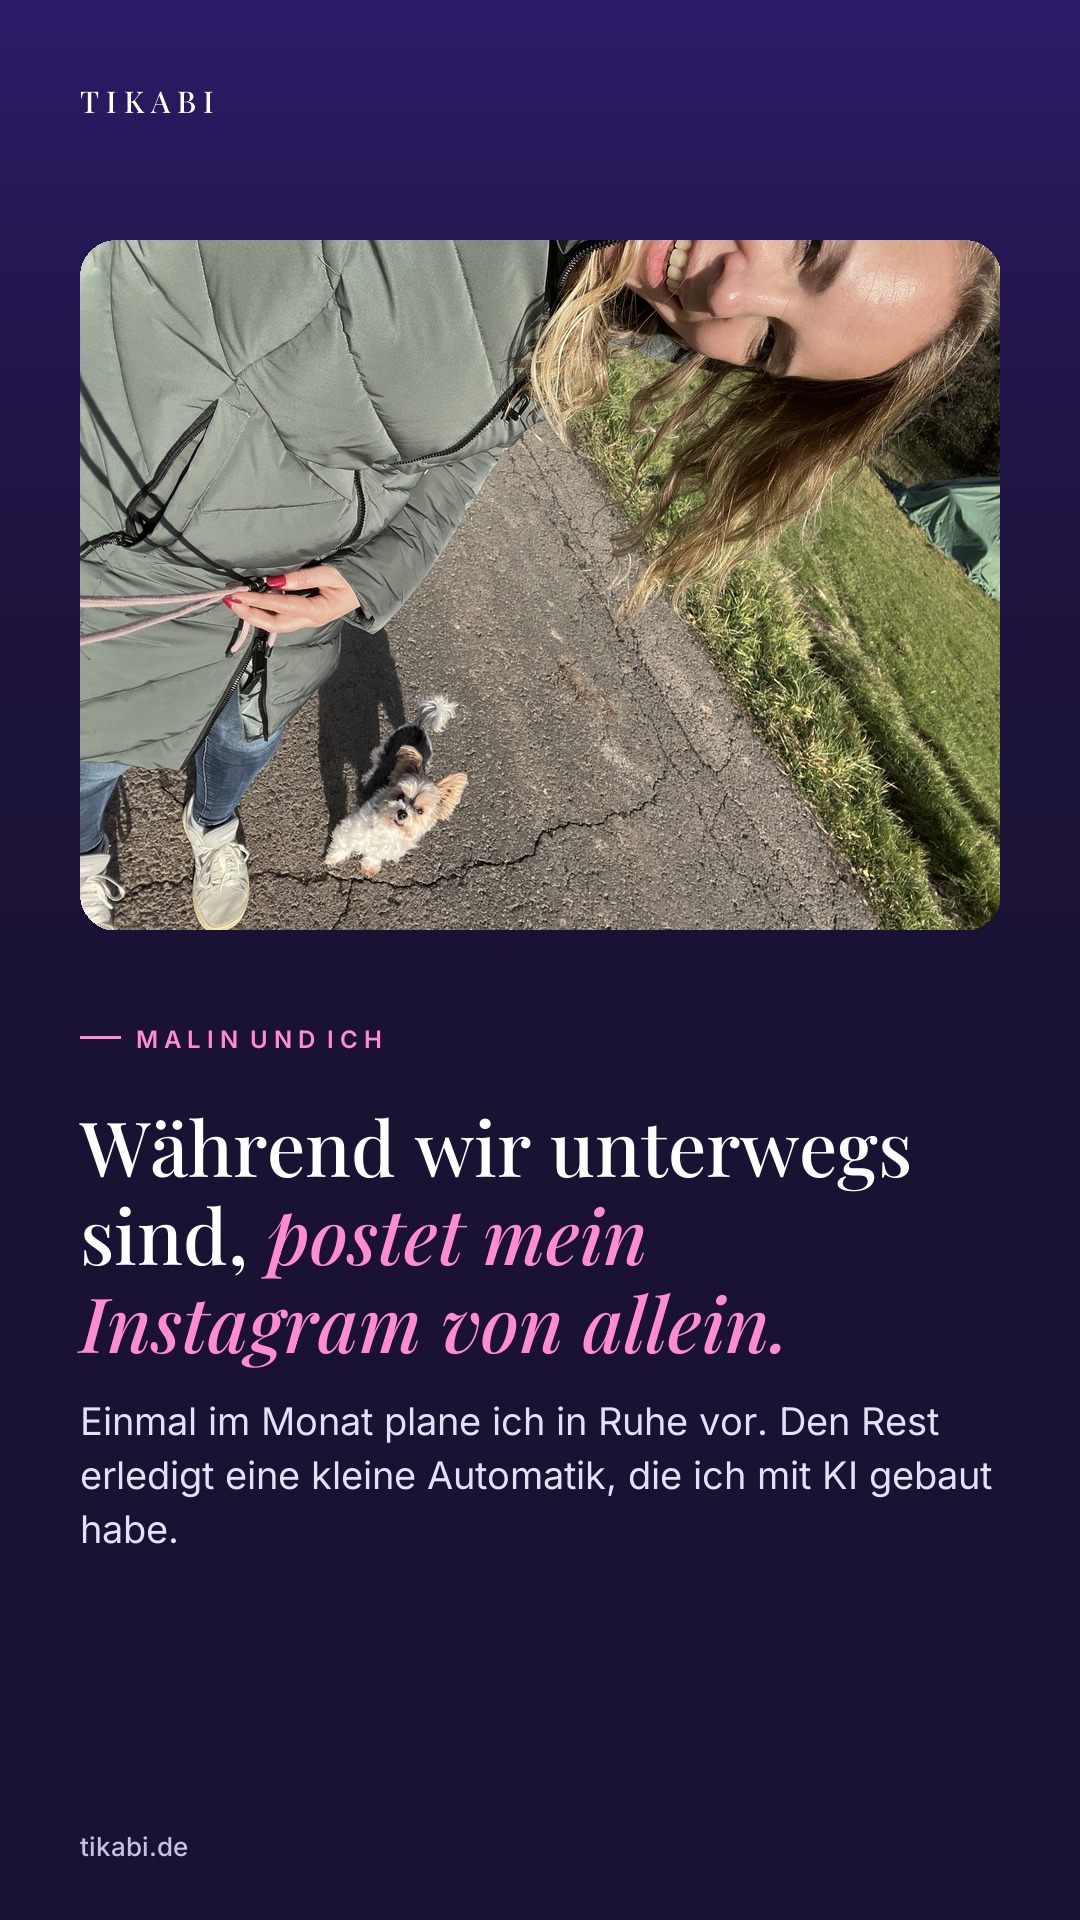 TIKABI
MALIN UND ICH
Während wir unterwegs
sind, postet mein
Instagram von allein.
Einmal im Monat plane ich in Ruhe vor. Den Rest
erledigt eine kleine Automatik, die ich mit KI gebaut
habe.
tikabi.de